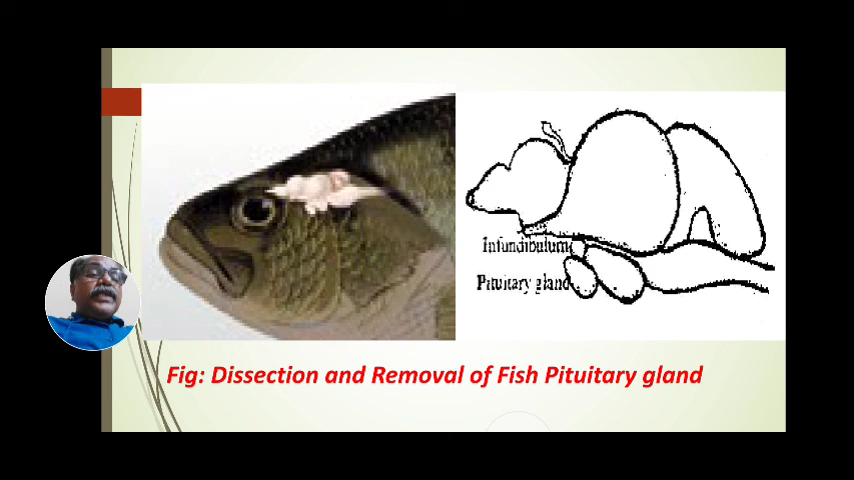 Infundibulum
Pituitary gland
Fig: Dissection and Removal of Fish Pituitary gland